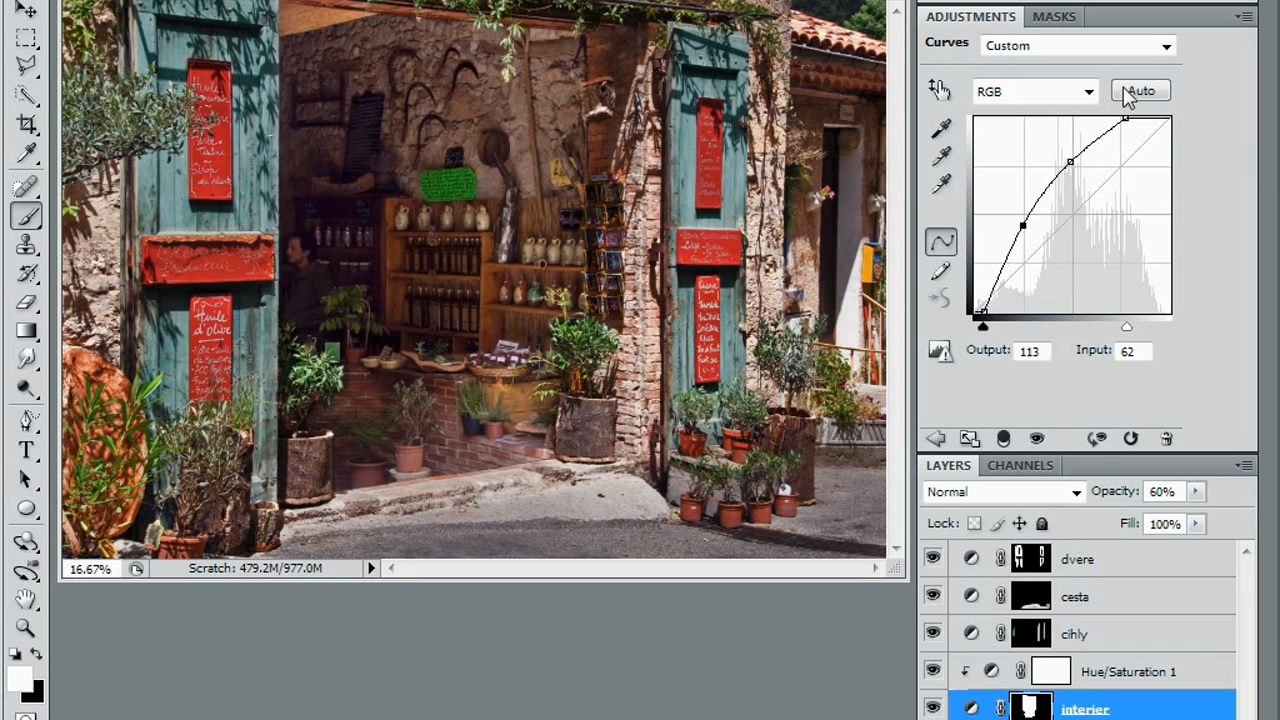 ADJUSTMENTS MASKS
Curves Custom
RGB Auto
Output: 113 Input: 62
LAYERS CHANNELS
Normal Opacity: 60%
Lock: Fill: 100%
dvere
cesta
cihly
Hue/Saturation 1
interier
Huile
d'olive
16.67% Scratch: 479.2M/977.0M
T